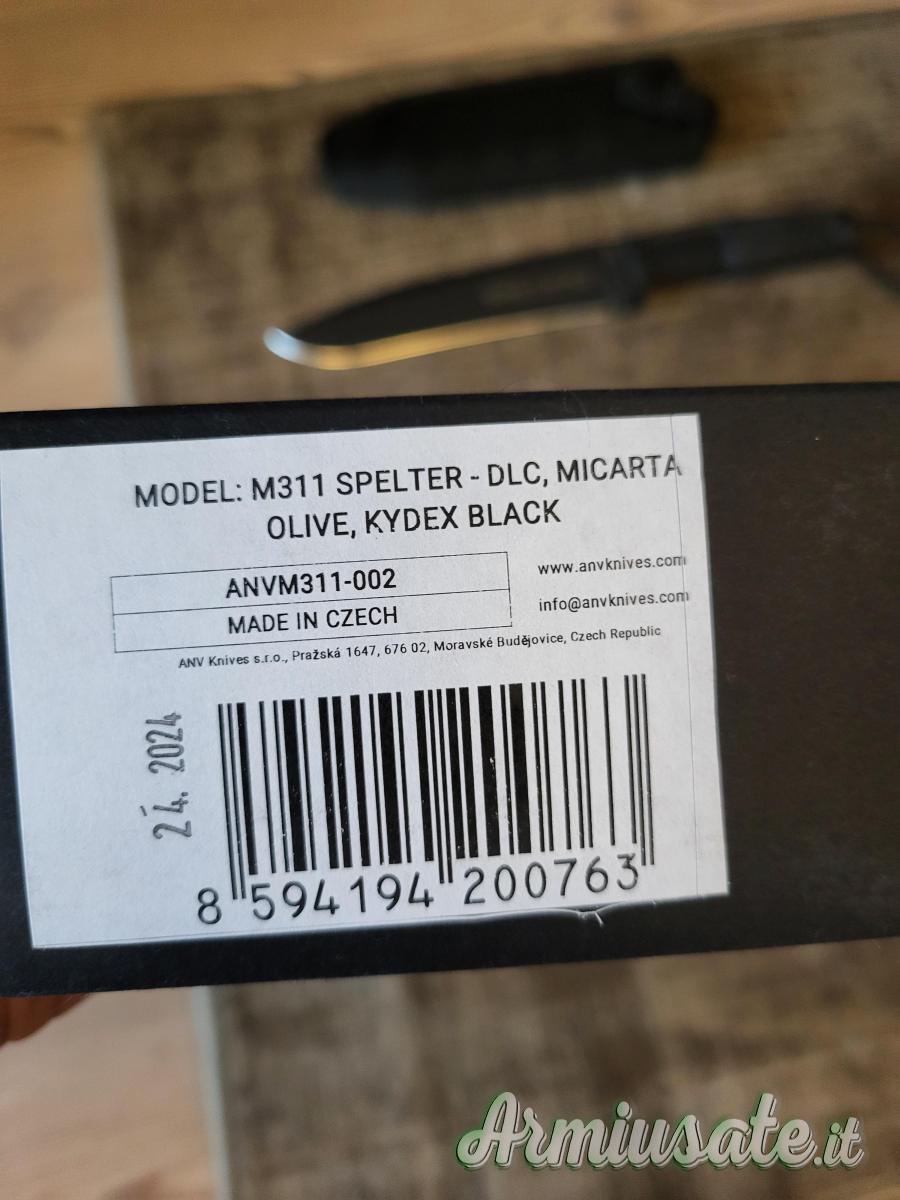 MODEL: M311 SPELTER - DLC, MICARTA
OLIVE, KYDEX BLACK
ANVM311-002
MADE IN CZECH
www.anvknives.com
info@anvknives.com
ANV Knives s.r.o., Pražská 1647, 676 02, Moravské Budějovice, Czech Republic
24. 2024
8 594194 200763
Armiusate.it